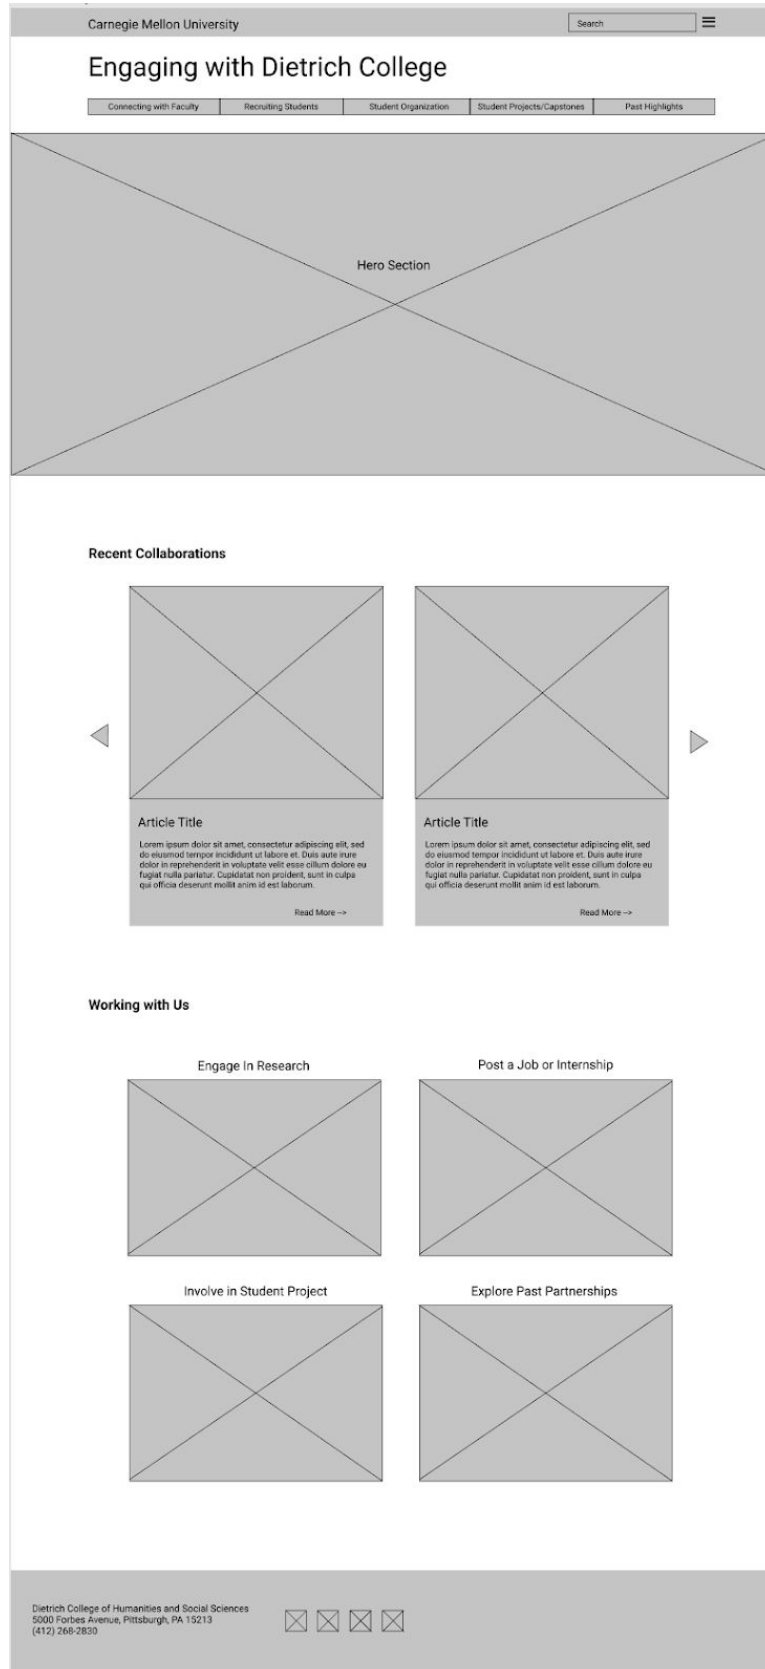 Carnegie Mellon University
Search
Engaging with Dietrich College
Connecting with Faculty
Recruiting Students
Student Organization
Student Projects/Capstones
Past Highlights
Hero Section
Recent Collaborations
Article Title
Lorem ipsum dolor sit amet, consectetur adipiscing elit, sed
do eiusmod tempor incididunt ut labore et. Duis aute irure
dolor in reprehenderit in voluptate velit esse cillum dolore eu
fugiat nulla pariatur. Cupidatat non proident, sunt in culpa
qui officia deserunt mollit anim id est laborum.
Read More -->
Article Title
Lorem ipsum dolor sit amet, consectetur adipiscing elit, sed
do eiusmod tempor incididunt ut labore et. Duis aute irure
dolor in reprehenderit in voluptate velit esse cillum dolore eu
fugiat nulla pariatur. Cupidatat non proident, sunt in culpa
qui officia deserunt mollit anim id est laborum.
Read More -->
Working with Us
Engage In Research
Post a Job or Internship
Involve in Student Project
Explore Past Partnerships
Dietrich College of Humanities and Social Sciences
5000 Forbes Avenue, Pittsburgh, PA 15213
(412) 268-2830